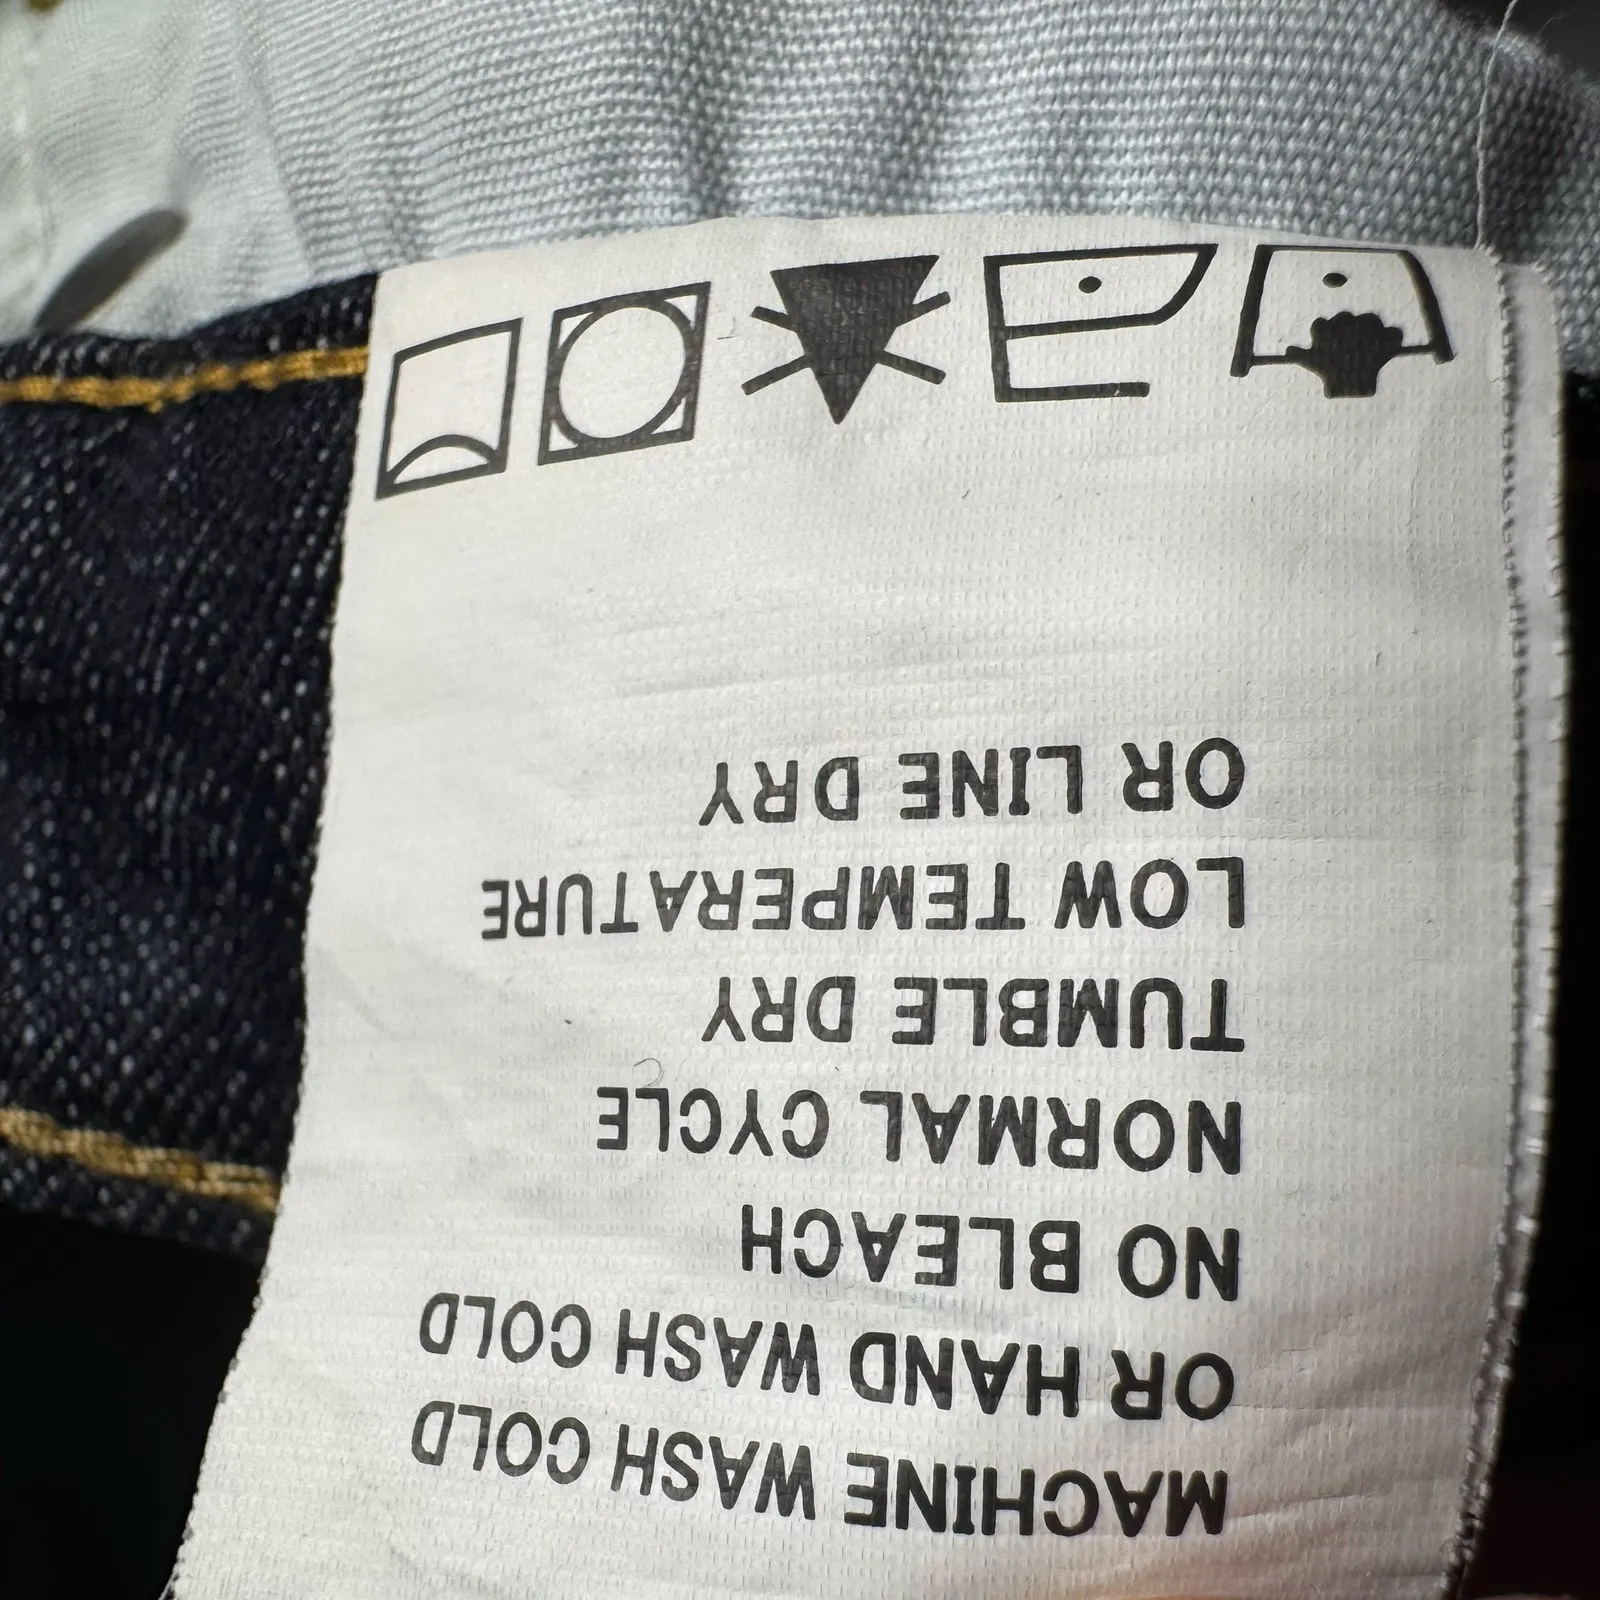 MACHINE WASH COLD
OR HAND WASH COLD
NO BLEACH
NORMAL CYCLE
TUMBLE DRY
LOW TEMPERATURE
OR LINE DRY